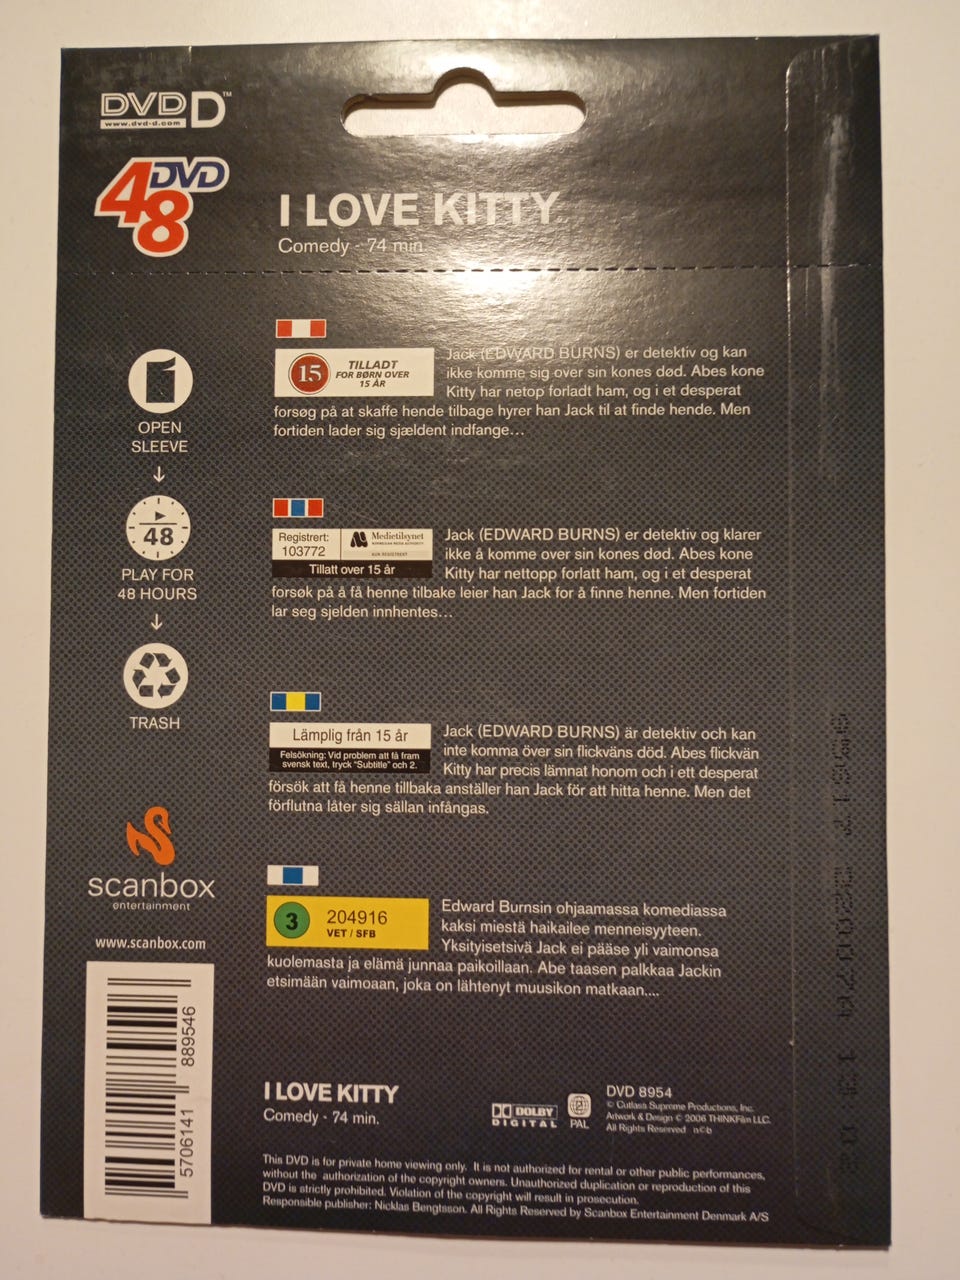 DVD D™
www.dvd-d.com
48 DVD
I LOVE KITTY
Comedy - 74 min.
OPEN
SLEEVE
48
PLAY FOR
48 HOURS
TRASH
scanbox
entertainment
www.scanbox.com
5706141 889546
15 TILLADT
FOR BØRN OVER
15 ÅR
Jack (EDWARD BURNS) er detektiv og kan
ikke komme sig over sin kones død. Abes kone
Kitty har netop forladt ham, og i et desperat
forsøg på at skaffe hende tilbage hyrer han Jack til at finde hende. Men
fortiden lader sig sjældent indfange...
Registrert:
103772
Medietilsynet
NORWEGIAN MEDIA AUTHORITY
KUN REGISTRERT
Tillatt over 15 år
Jack (EDWARD BURNS) er detektiv og klarer
ikke å komme over sin kones død. Abes kone
Kitty har nettopp forlatt ham, og i et desperat
forsøk på å få henne tilbake leier han Jack for å finne henne. Men fortiden
lar seg sjelden innhentes...
Lämplig från 15 år
Felsökning: Vid problem att få fram
svensk text, tryck "Subtitle" och 2.
Jack (EDWARD BURNS) är detektiv och kan
inte komma över sin flickväns död. Abes flickvän
Kitty har precis lämnat honom och i ett desperat
försök att få henne tillbaka anställer han Jack för att hitta henne. Men det
förflutna låter sig sällan infångas.
3 204916
VET / SFB
Edward Burnsin ohjaamassa komediassa
kaksi miestä haikailee menneisyyteen.
Yksityisetsivä Jack ei pääse yli vaimonsa
kuolemasta ja elämä junnaa paikoillaan. Abe taasen palkkaa Jackin
etsimään vaimoaan, joka on lähtenyt muusikon matkaan....
I LOVE KITTY
Comedy - 74 min.
DOLBY
DIGITAL
PAL
DVD 8954
© Cutlass Supreme Productions, Inc.
Artwork & Design © 2006 THINKFilm LLC.
All Rights Reserved n©b
This DVD is for private home viewing only. It is not authorized for rental or other public performances,
without the authorization of the copyright owners. Unauthorized duplication or reproduction of this
DVD is strictly prohibited. Violation of the copyright will result in prosecution.
Responsible publisher: Nicklas Bengtsson. All Rights Reserved by Scanbox Entertainment Denmark A/S